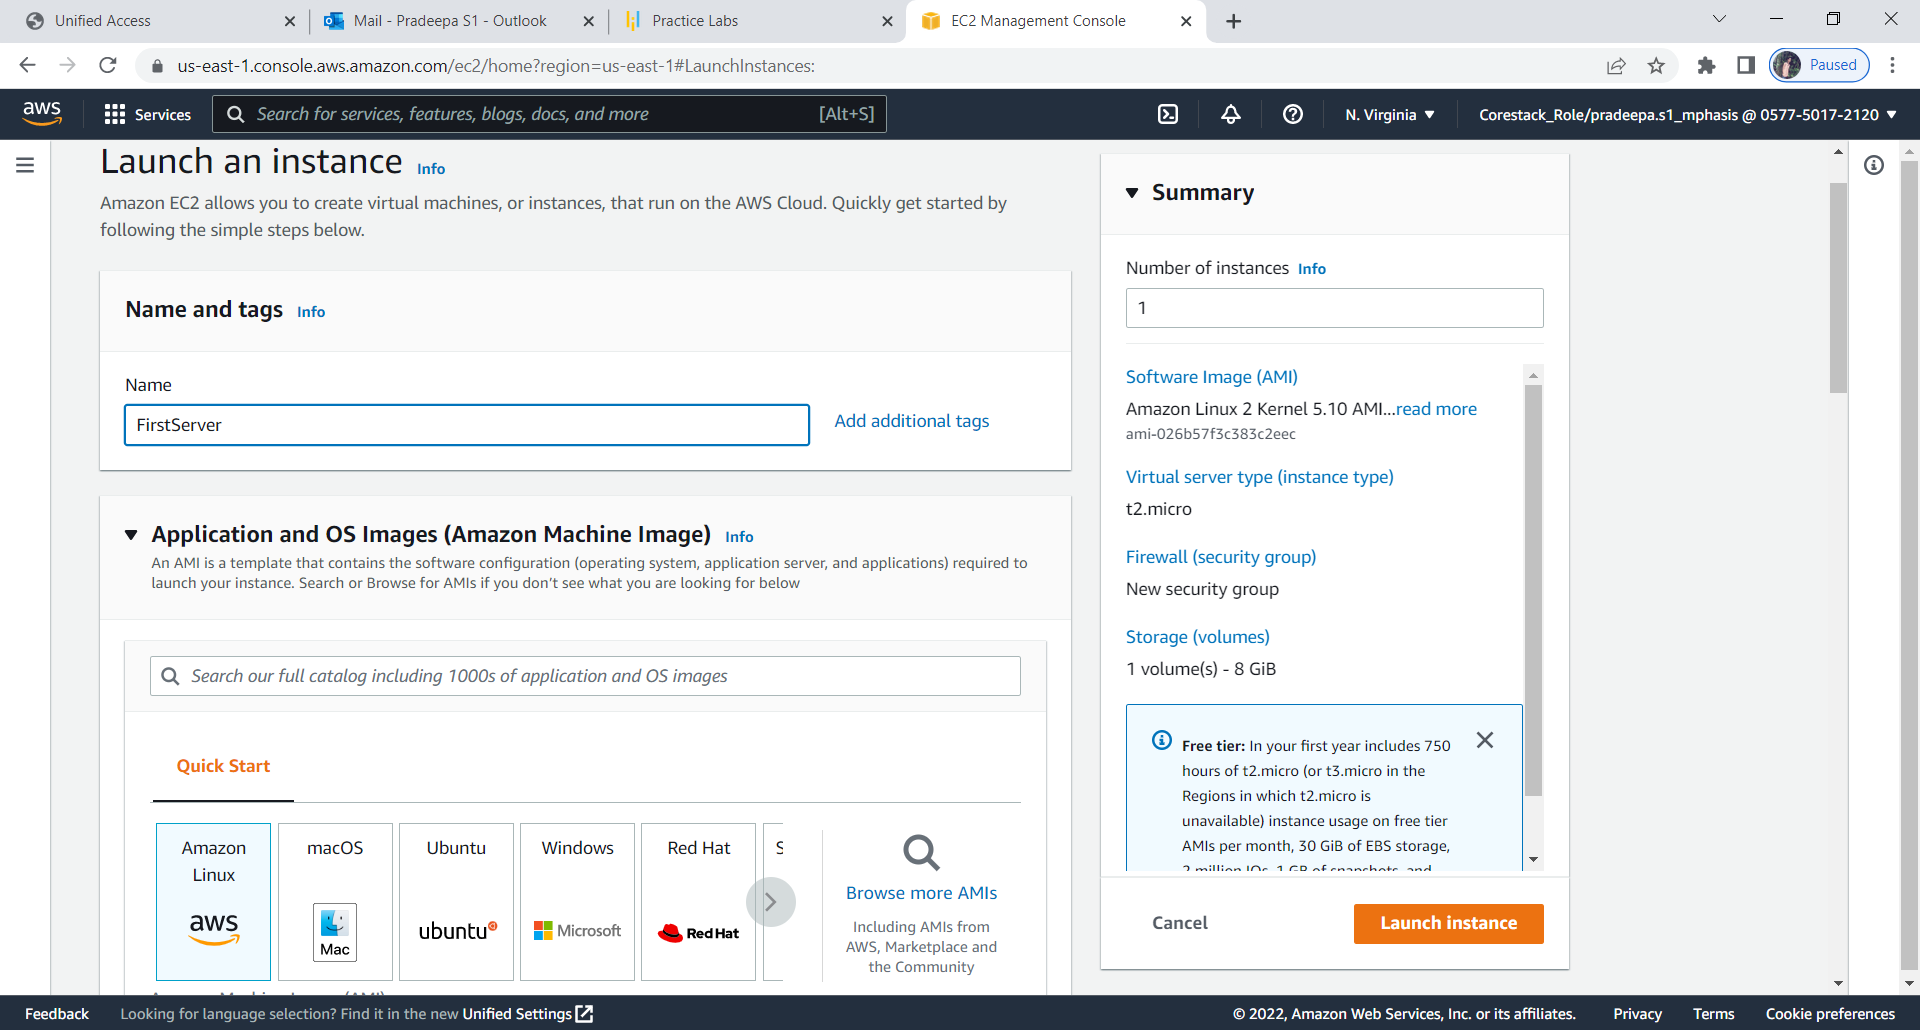 Unified Access
Mail - Pradeepa S1 - Outlook
Practice Labs
EC2 Management Console
us-east-1.console.aws.amazon.com/ec2/home?region=us-east-1#LaunchInstances:
Paused
aws
Services
Search for services, features, blogs, docs, and more
[Alt+S]
N. Virginia
Corestack_Role/pradeepa.s1_mphasis @ 0577-5017-2120
Launch an instance Info
Amazon EC2 allows you to create virtual machines, or instances, that run on the AWS Cloud. Quickly get started by
following the simple steps below.
Name and tags Info
Name
FirstServer
Add additional tags
Application and OS Images (Amazon Machine Image) Info
An AMI is a template that contains the software configuration (operating system, application server, and applications) required to
launch your instance. Search or Browse for AMIs if you don't see what you are looking for below
Search our full catalog including 1000s of application and OS images
Quick Start
Amazon
Linux
aws
macOS
Mac
Ubuntu
ubuntu
Windows
Microsoft
Red Hat
Red Hat
S
Browse more AMIs
Including AMIs from
AWS, Marketplace and
the Community
Summary
Number of instances Info
1
Software Image (AMI)
Amazon Linux 2 Kernel 5.10 AMI...read more
ami-026b57f3c383c2eec
Virtual server type (instance type)
t2.micro
Firewall (security group)
New security group
Storage (volumes)
1 volume(s) - 8 GiB
Free tier: In your first year includes 750
hours of t2.micro (or t3.micro in the
Regions in which t2.micro is
unavailable) instance usage on free tier
AMIs per month, 30 GiB of EBS storage,
2 million IOs, 1 GB of snapshots, and
Cancel
Launch instance
Feedback
Looking for language selection? Find it in the new Unified Settings
© 2022, Amazon Web Services, Inc. or its affiliates.
Privacy
Terms
Cookie preferences